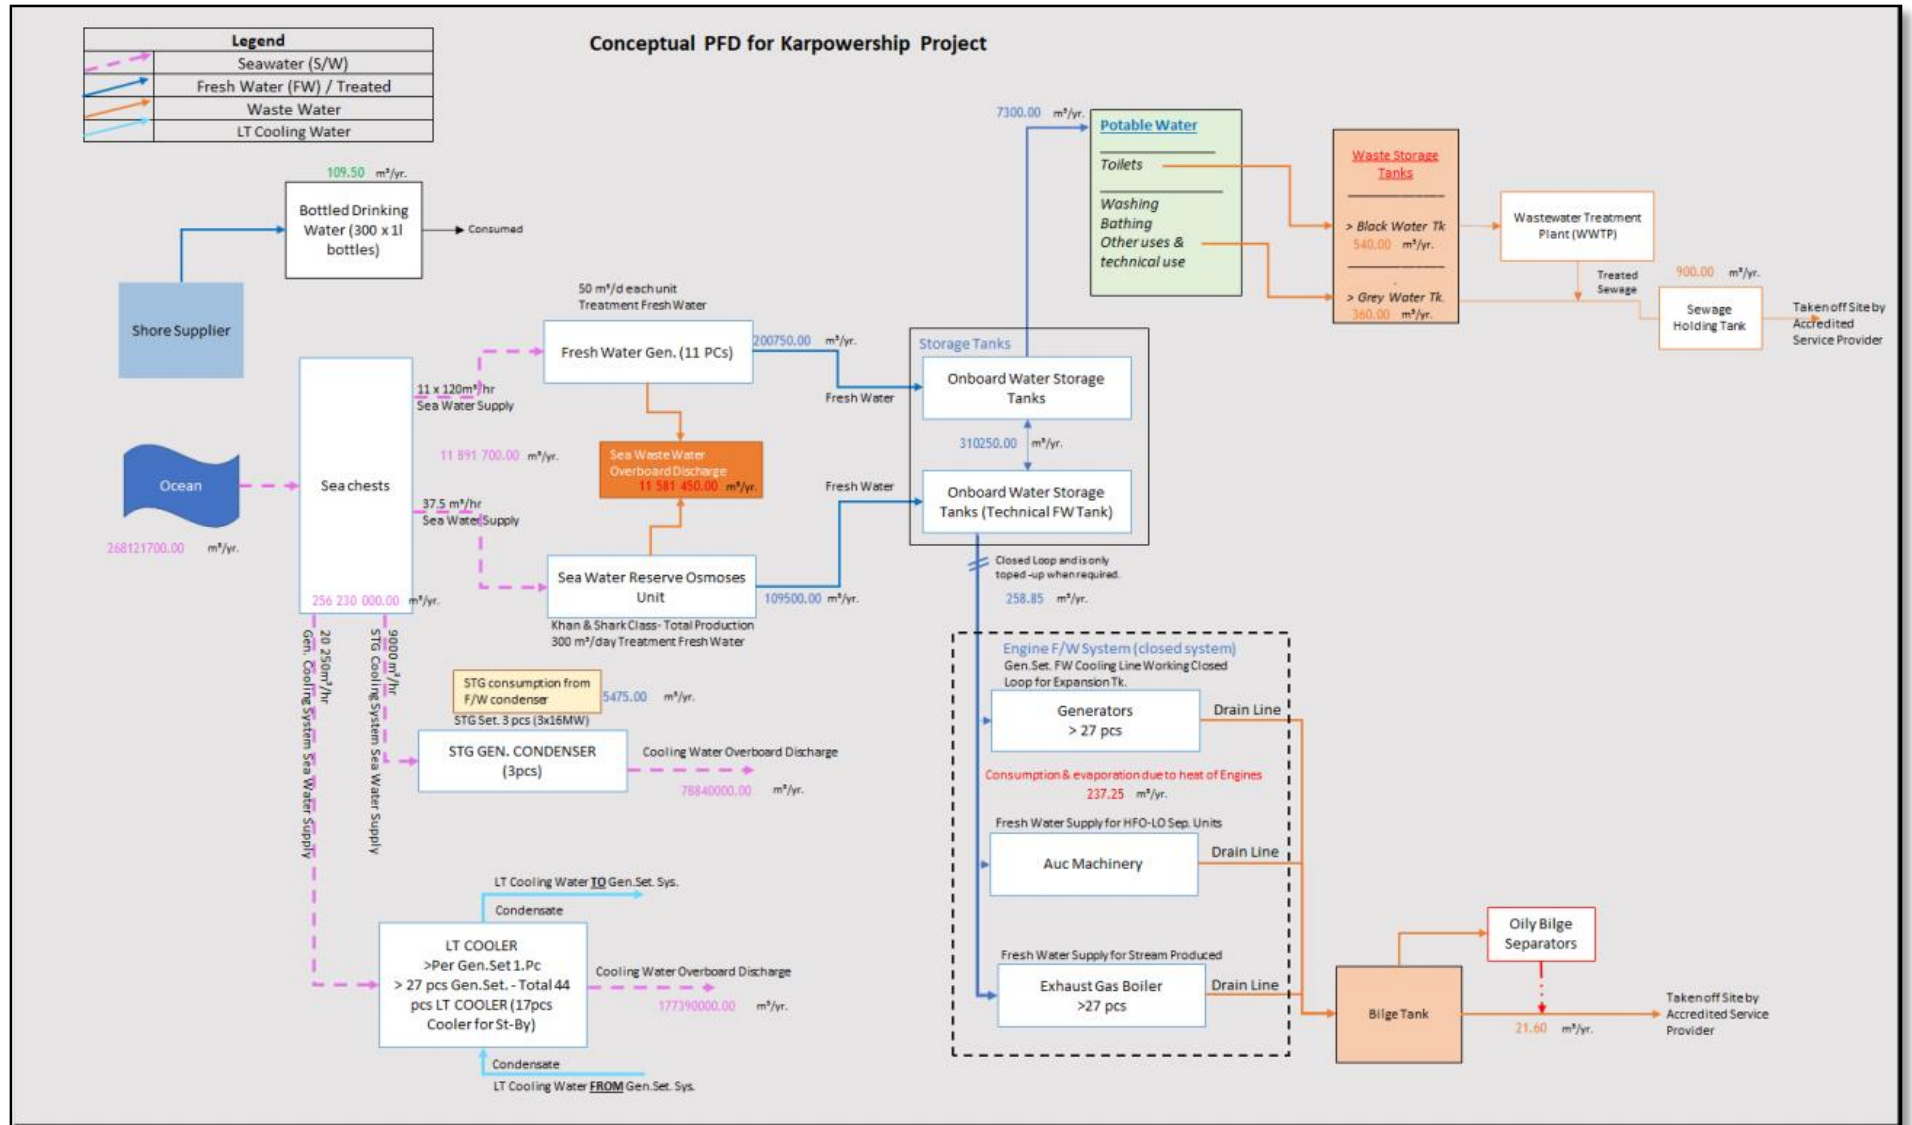 Conceptual PFD for Karpowership Project
Legend
Seawater (S/W)
Fresh Water (FW) / Treated
Waste Water
LT Cooling Water
109.50 m³/yr.
Bottled Drinking
Water (300 x 1l
bottles)
Consumed
Shore Supplier
Ocean
268121700.00 m³/yr.
Sea chests
256 230 000.00 m³/yr.
11 x 120m³/hr
Sea Water Supply
11 891 700.00 m³/yr.
37.5 m³/hr
Sea Water Supply
50 m³/d each unit
Treatment Fresh Water
Fresh Water Gen. (11 PCs)
200750.00 m³/yr.
Fresh Water
Sea Waste Water
Overboard Discharge
11 581 450.00 m³/yr.
Fresh Water
Sea Water Reserve Osmoses
Unit
109500.00 m³/yr.
Khan & Shark Class- Total Production
300 m³/day Treatment Fresh Water
20 250m³/hr
Gen. Cooling System Sea Water Supply
9000 m³/hr
STG Cooling System Sea Water Supply
STG consumption from
F/W condenser
5475.00 m³/yr.
STG Set. 3 pcs (3x16MW)
STG GEN. CONDENSER
(3pcs)
Cooling Water Overboard Discharge
78840000.00 m³/yr.
LT Cooling Water TO Gen.Set. Sys.
Condensate
LT COOLER
>Per Gen.Set 1.Pc
> 27 pcs Gen.Set. - Total 44
pcs LT COOLER (17pcs
Cooler for St-By)
Cooling Water Overboard Discharge
177390000.00 m³/yr.
Condensate
LT Cooling Water FROM Gen.Set. Sys.
7300.00 m³/yr.
Potable Water
Toilets
Washing
Bathing
Other uses &
technical use
Waste Storage
Tanks
> Black Water Tk
540.00 m³/yr.
> Grey Water Tk.
360.00 m³/yr.
Wastewater Treatment
Plant (WWTP)
Treated
Sewage
900.00 m³/yr.
Sewage
Holding Tank
Taken off Site by
Accredited
Service Provider
Storage Tanks
Onboard Water Storage
Tanks
310250.00 m³/yr.
Onboard Water Storage
Tanks (Technical FW Tank)
Closed Loop and is only
toped -up when required.
258.85 m³/yr.
Engine F/W System (closed system)
Gen.Set. FW Cooling Line Working Closed
Loop for Expansion Tk.
Generators
> 27 pcs
Drain Line
Consumption & evaporation due to heat of Engines
237.25 m³/yr.
Fresh Water Supply for HFO-LO Sep. Units
Auc Machinery
Drain Line
Fresh Water Supply for Stream Produced
Exhaust Gas Boiler
>27 pcs
Drain Line
Bilge Tank
Oily Bilge
Separators
21.60 m³/yr.
Taken off Site by
Accredited Service
Provider